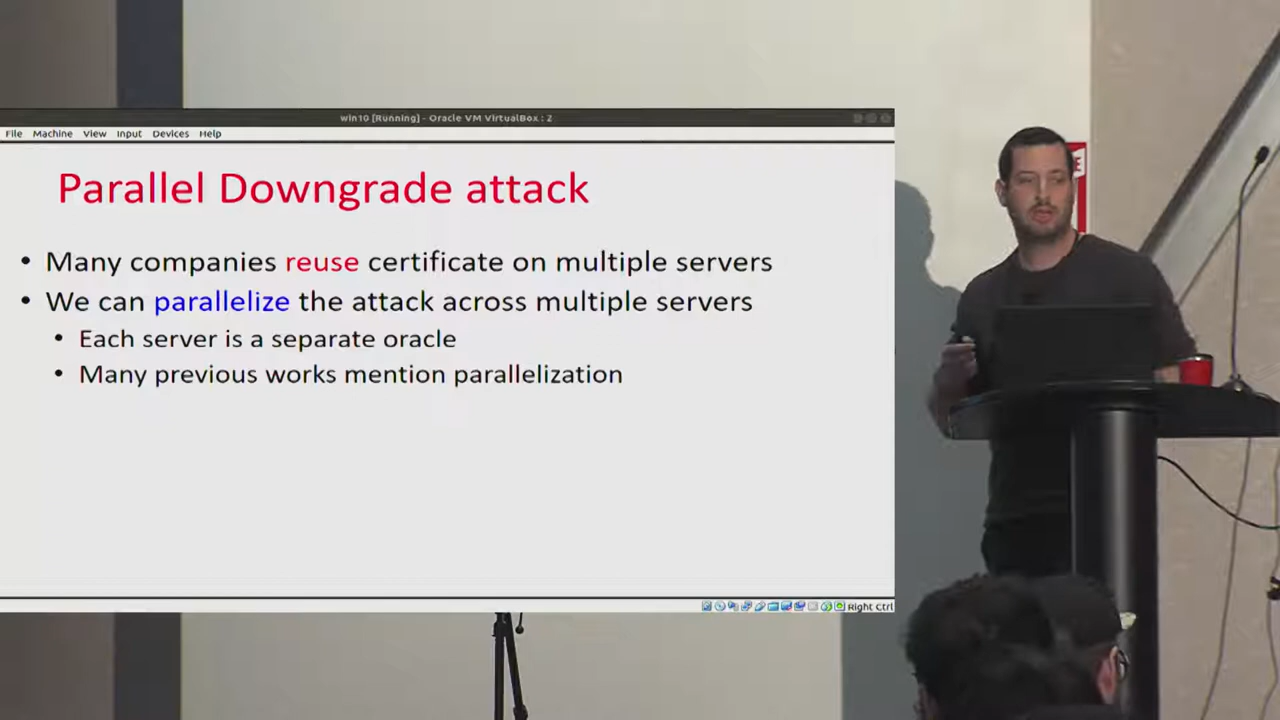 win10 [Running] - Oracle VM VirtualBox : 2
File Machine View Input Devices Help
Parallel Downgrade attack
• Many companies reuse certificate on multiple servers
• We can parallelize the attack across multiple servers
• Each server is a separate oracle
• Many previous works mention parallelization
Right Ctrl